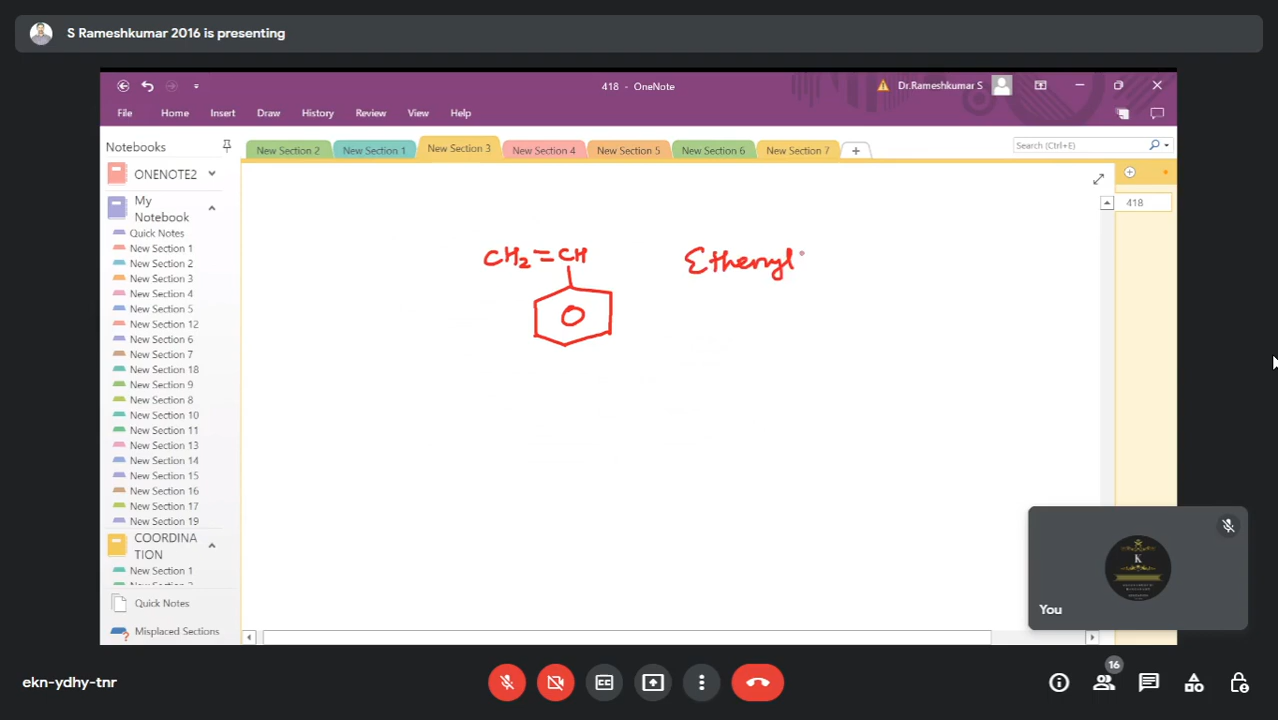 S Rameshkumar 2016 is presenting
418 - OneNote
Dr.Rameshkumar S
File Home Insert Draw History Review View Help
Notebooks
New Section 2 New Section 1 New Section 3 New Section 4 New Section 5 New Section 6 New Section 7 +
Search (Ctrl+E)
ONENOTE2
My
Notebook
Quick Notes
New Section 1
New Section 2
New Section 3
New Section 4
New Section 5
New Section 12
New Section 6
New Section 7
New Section 18
New Section 9
New Section 8
New Section 10
New Section 11
New Section 13
New Section 14
New Section 15
New Section 16
New Section 17
New Section 19
COORDINA
TION
New Section 1
Quick Notes
Misplaced Sections
418
CH₂=CH
Ethenyl
K
You
ekn-ydhy-tnr
CC
16